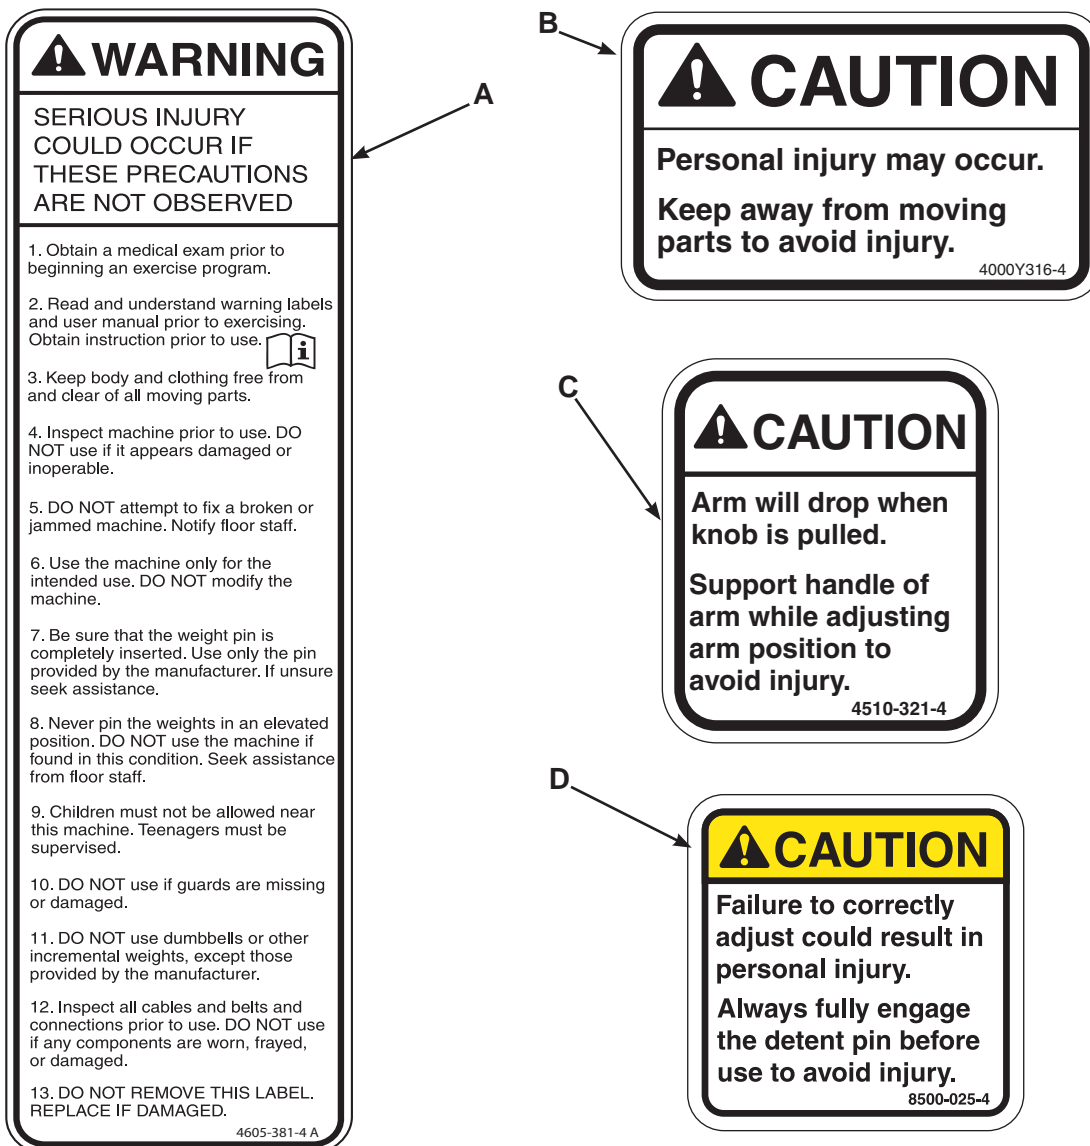 A
WARNING
SERIOUS INJURY
COULD OCCUR IF
THESE PRECAUTIONS
ARE NOT OBSERVED
1. Obtain a medical exam prior to
beginning an exercise program.
2. Read and understand warning labels
and user manual prior to exercising.
Obtain instruction prior to use.
i
3. Keep body and clothing free from
and clear of all moving parts.
4. Inspect machine prior to use. DO
NOT use if it appears damaged or
inoperable.
5. DO NOT attempt to fix a broken or
jammed machine. Notify floor staff.
6. Use the machine only for the
intended use. DO NOT modify the
machine.
7. Be sure that the weight pin is
completely inserted. Use only the pin
provided by the manufacturer. If unsure
seek assistance.
8. Never pin the weights in an elevated
position. DO NOT use the machine if
found in this condition. Seek assistance
from floor staff.
9. Children must not be allowed near
this machine. Teenagers must be
supervised.
10. DO NOT use if guards are missing
or damaged.
11. DO NOT use dumbbells or other
incremental weights, except those
provided by the manufacturer.
12. Inspect all cables and belts and
connections prior to use. DO NOT use
if any components are worn, frayed,
or damaged.
13. DO NOT REMOVE THIS LABEL.
REPLACE IF DAMAGED.
4605-381-4 A
B
CAUTION
Personal injury may occur.
Keep away from moving
parts to avoid injury.
4000Y316-4
C
CAUTION
Arm will drop when
knob is pulled.
Support handle of
arm while adjusting
arm position to
avoid injury.
4510-321-4
D
CAUTION
Failure to correctly
adjust could result in
personal injury.
Always fully engage
the detent pin before
use to avoid injury.
8500-025-4